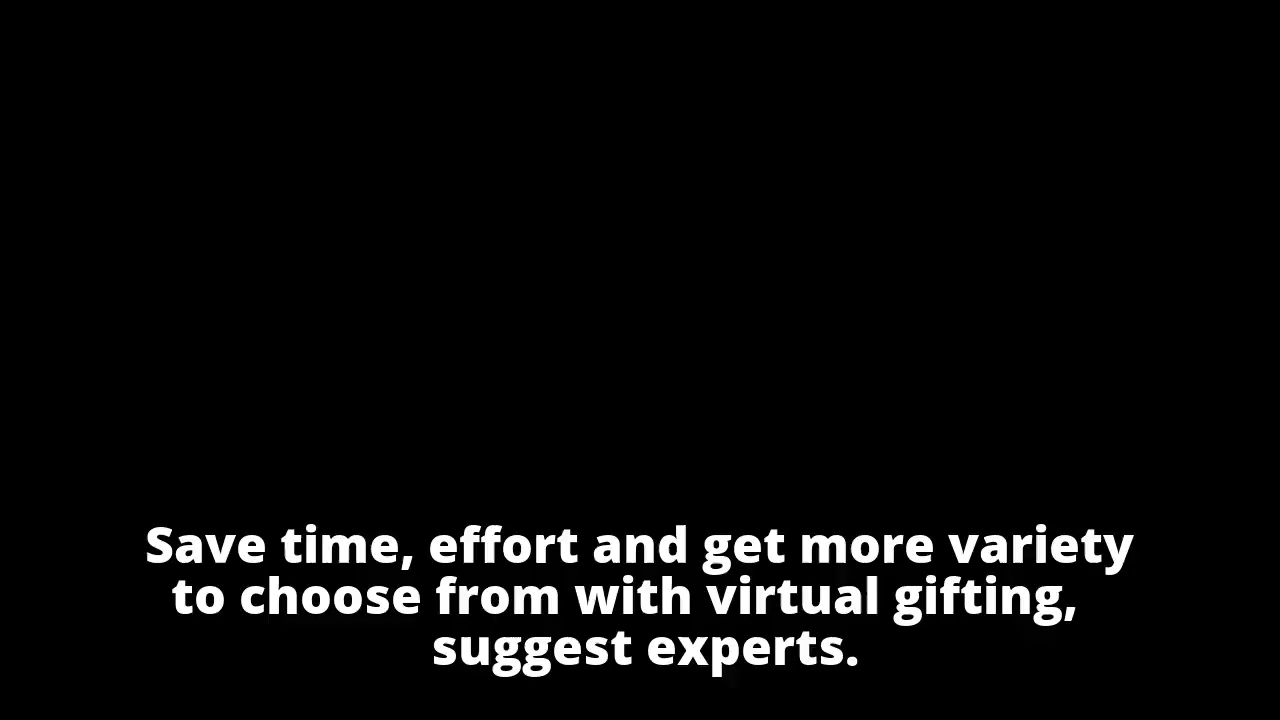 Save time, effort and get more variety
to choose from with virtual gifting,
suggest experts.